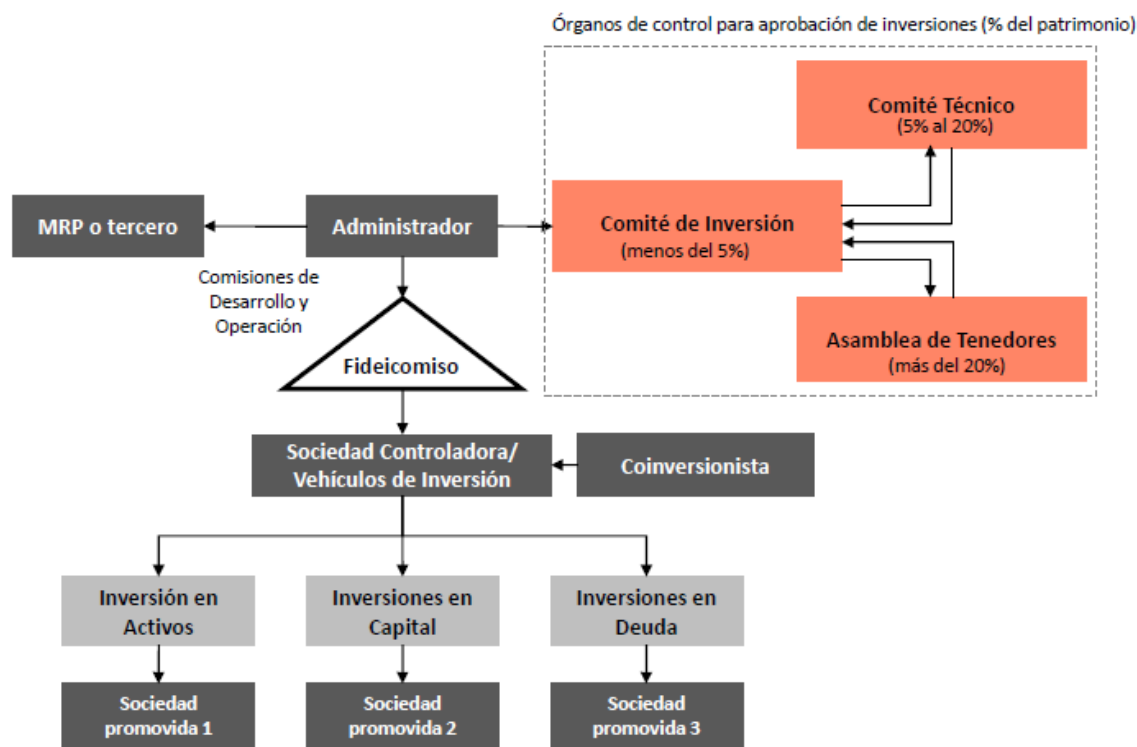 Órganos de control para aprobación de inversiones (% del patrimonio)
Comité Técnico
(5% al 20%)
MRP o tercero
Administrador
Comité de Inversión
(menos del 5%)
Comisiones de
Desarrollo y
Operación
Asamblea de Tenedores
(más del 20%)
Fideicomiso
Sociedad Controladora/
Vehículos de Inversión
Coinversionista
Inversión en
Activos
Inversiones en
Capital
Inversiones en
Deuda
Sociedad
promovida 1
Sociedad
promovida 2
Sociedad
promovida 3